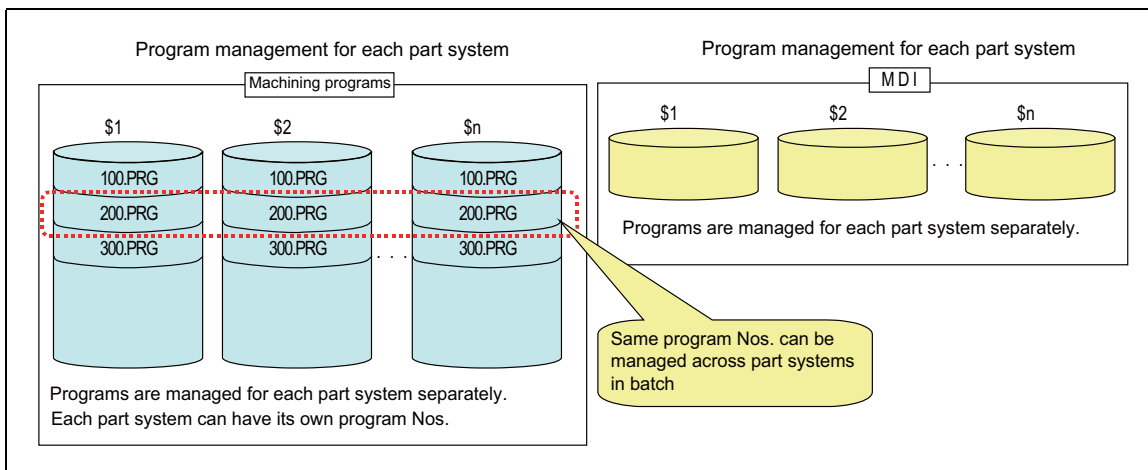 Program management for each part system
Machining programs
$1 $2 $n
100.PRG 100.PRG 100.PRG
200.PRG 200.PRG 200.PRG
300.PRG 300.PRG . . . 300.PRG
Programs are managed for each part system separately.
Each part system can have its own program Nos.
Program management for each part system
MDI
$1 $2 $n
. . .
Programs are managed for each part system separately.
Same program Nos. can be
managed across part systems
in batch